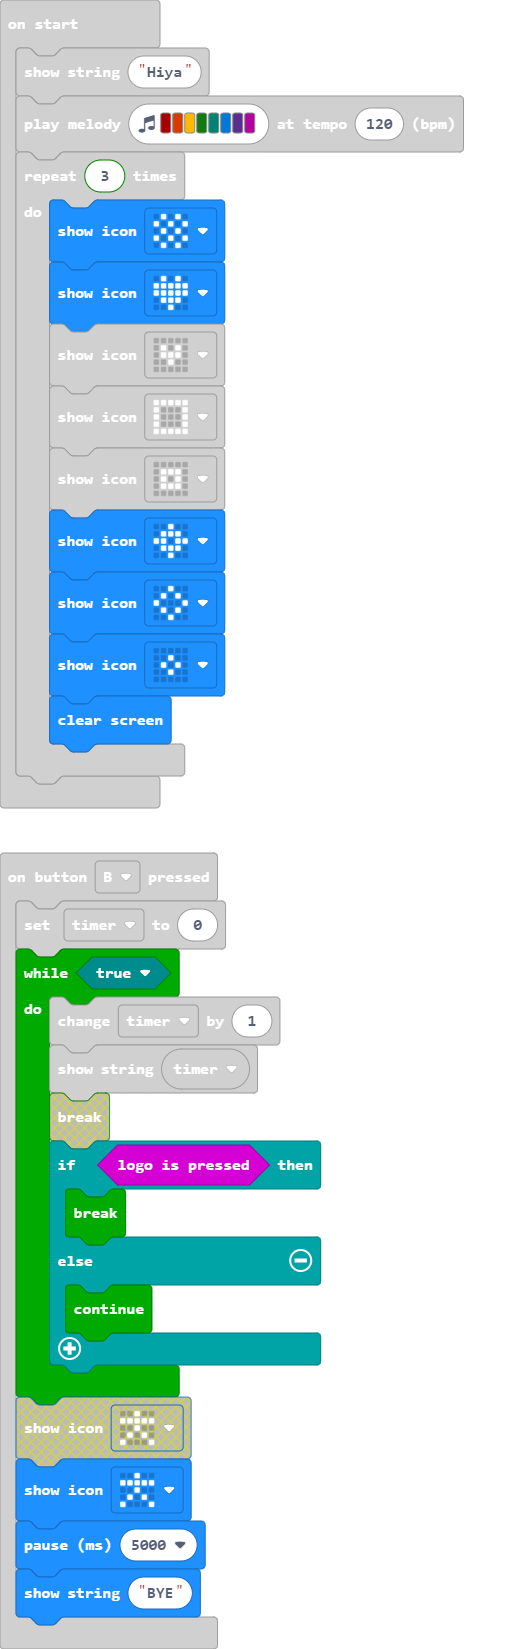 on start
show string "Hiya"
play melody at tempo 120 (bpm)
repeat 3 times
do
show icon
show icon
show icon
show icon
show icon
show icon
show icon
show icon
clear screen
on button B pressed
set timer to 0
while true
do
change timer by 1
show string timer
break
if logo is pressed then
break
else
continue
show icon
show icon
pause (ms) 5000
show string "BYE"